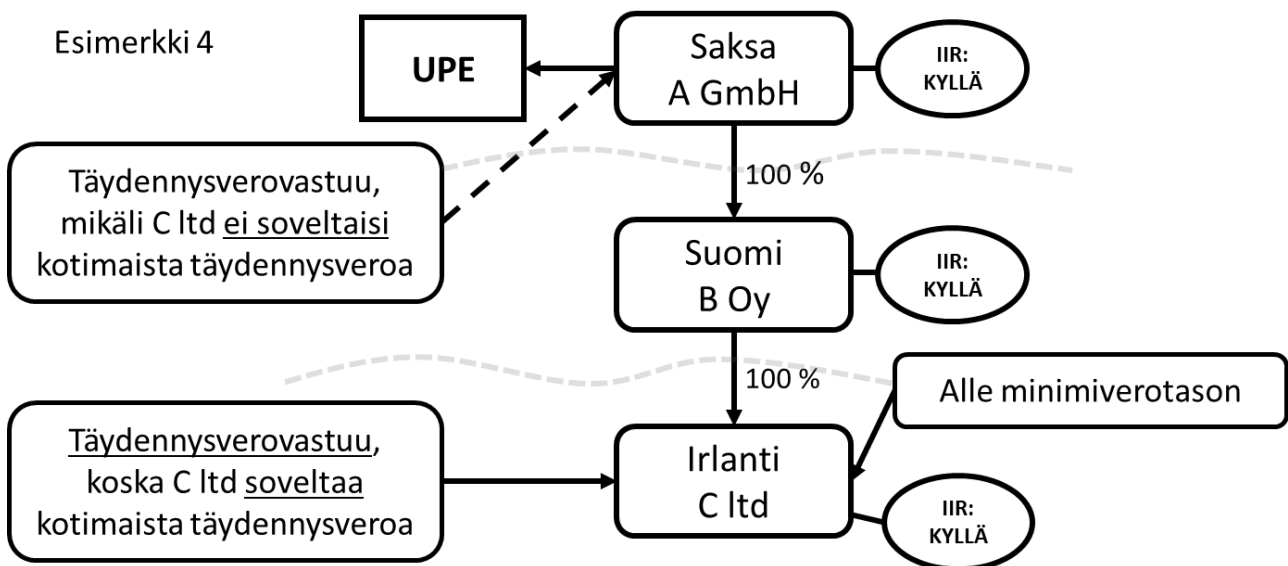 Esimerkki 4
UPE
Saksa
A GmbH
IIR:
KYLLÄ
Täydennysverovastuu,
mikäli C ltd ei soveltaisi
kotimaista täydennysveroa
100 %
Suomi
B Oy
IIR:
KYLLÄ
100 %
Alle minimiverotason
Täydennysverovastuu,
koska C ltd soveltaa
kotimaista täydennysveroa
Irlanti
C ltd
IIR:
KYLLÄ